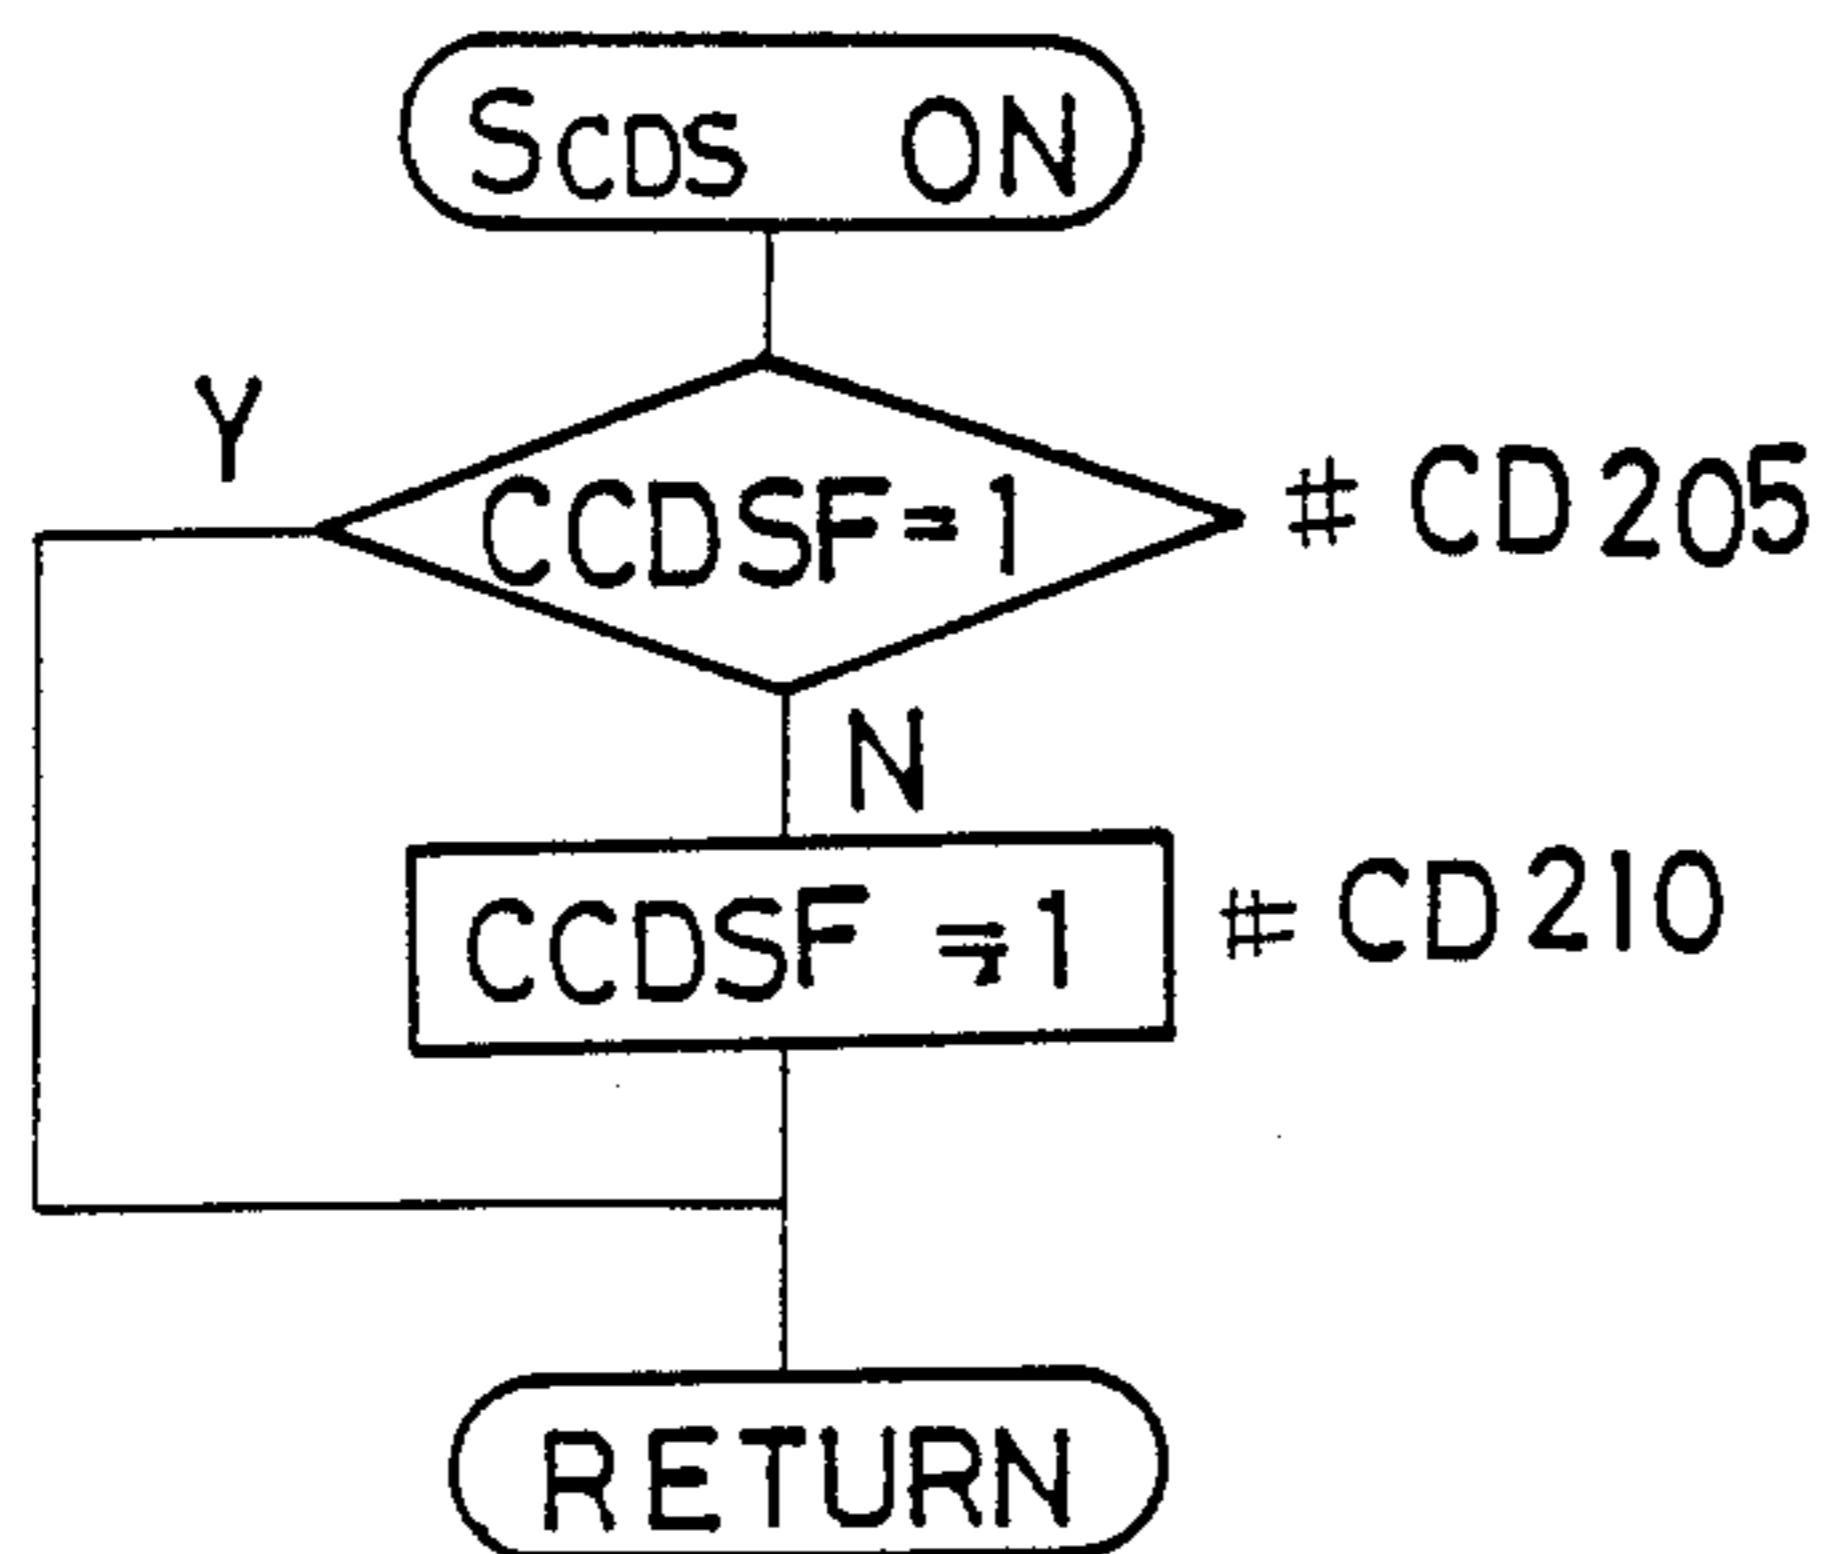 SCDS ON
Y
CCDSF=1 # CD205
N
CCDSF =1 # CD210
RETURN